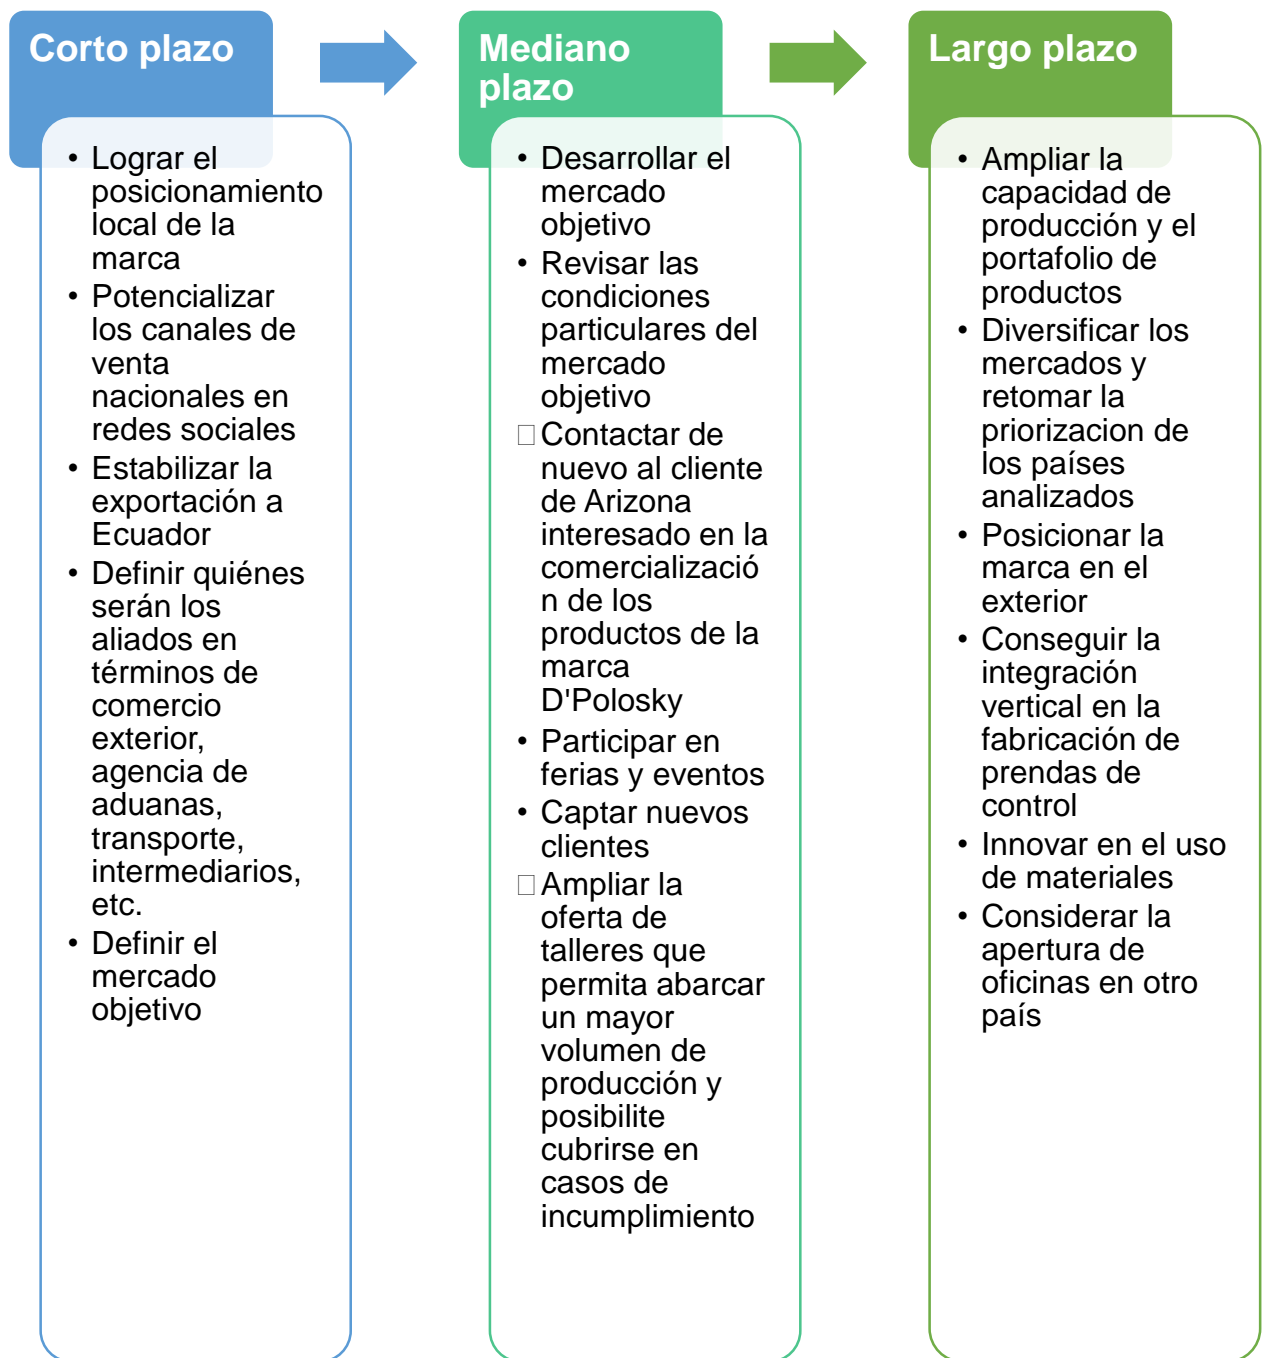 Corto plazo
• Lograr el
posicionamiento
local de la
marca
• Potencializar
los canales de
venta
nacionales en
redes sociales
• Estabilizar la
exportación a
Ecuador
• Definir quiénes
serán los
aliados en
términos de
comercio
exterior,
agencia de
aduanas,
transporte,
intermediarios,
etc.
• Definir el
mercado
objetivo
Mediano
plazo
• Desarrollar el
mercado
objetivo
• Revisar las
condiciones
particulares del
mercado
objetivo
□ Contactar de
nuevo al cliente
de Arizona
interesado en la
comercializació
n de los
productos de la
marca
D'Polosky
• Participar en
ferias y eventos
• Captar nuevos
clientes
□ Ampliar la
oferta de
talleres que
permita abarcar
un mayor
volumen de
producción y
posibilite
cubrirse en
casos de
incumplimiento
Largo plazo
• Ampliar la
capacidad de
producción y el
portafolio de
productos
• Diversificar los
mercados y
retomar la
priorizacion de
los países
analizados
• Posicionar la
marca en el
exterior
• Conseguir la
integración
vertical en la
fabricación de
prendas de
control
• Innovar en el uso
de materiales
• Considerar la
apertura de
oficinas en otro
país